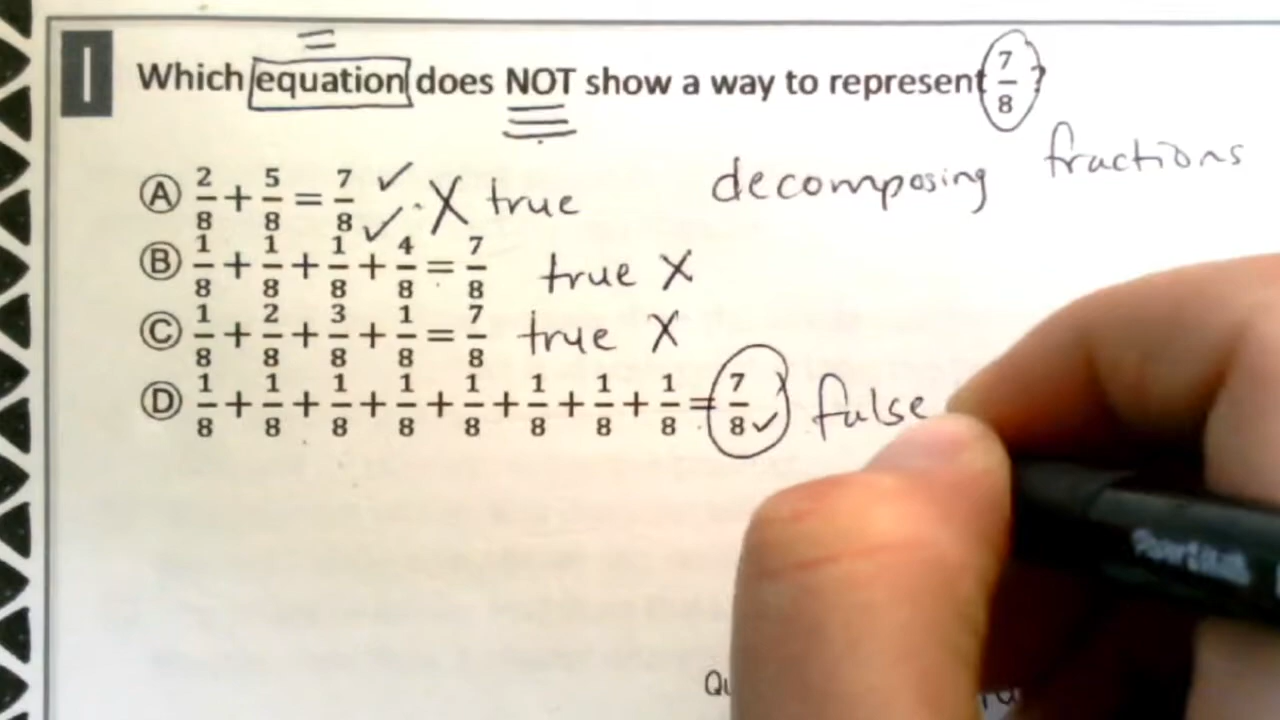 =
1 Which equation does NOT show a way to represent 7/8?
decomposing fractions
Ⓐ 2/8 + 5/8 = 7/8 ✓ ✓ X true
Ⓑ 1/8 + 1/8 + 1/8 + 4/8 = 7/8 true X
Ⓒ 1/8 + 2/8 + 3/8 + 1/8 = 7/8 true X
Ⓓ 1/8 + 1/8 + 1/8 + 1/8 + 1/8 + 1/8 + 1/8 + 1/8 = 7/8 ✓ false